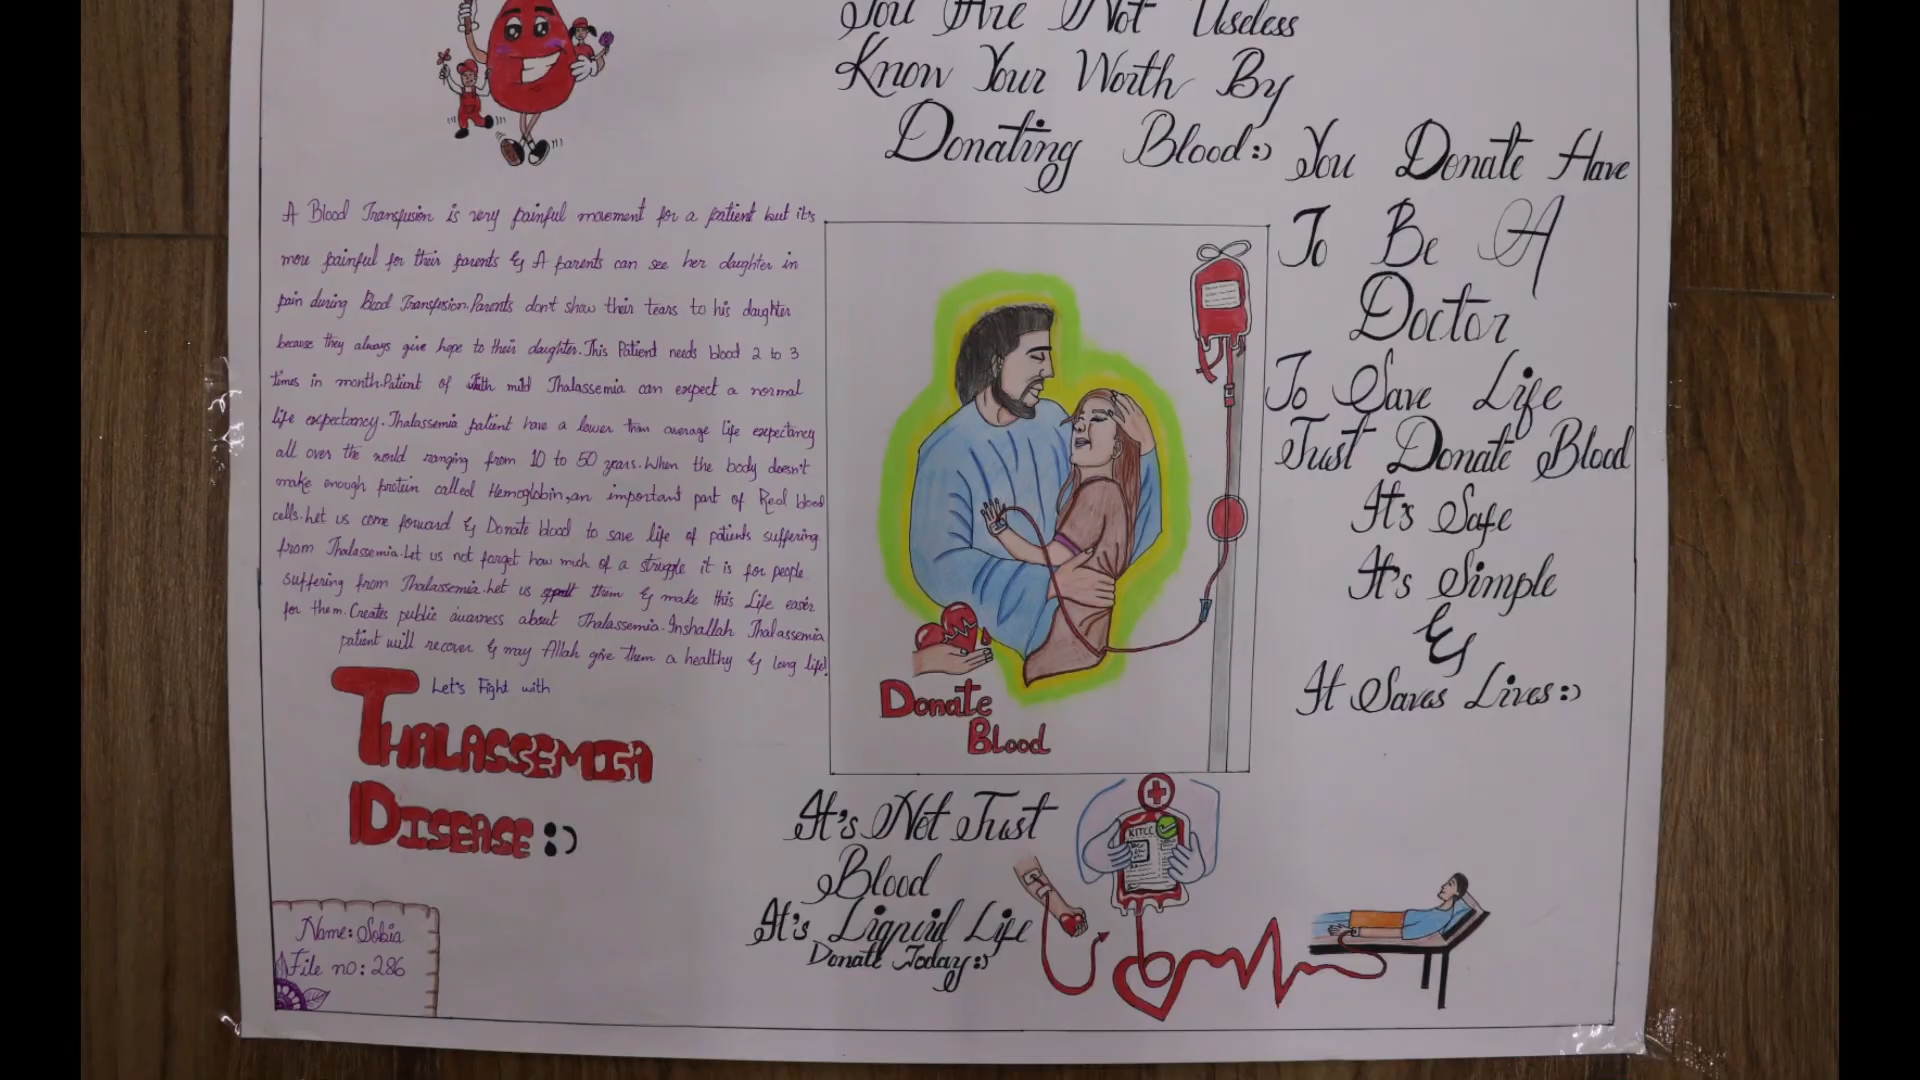 You Are Not Useless
Know Your Worth By
Donating Blood:)
A Blood Transfusion is very painful movement for a patient but it's
more painful for their parents & A parents can see her daughter in
pain during Blood Transfusion. Parents don't show their tears to his daughter
because they always give hope to their daughter. This Patient needs blood 2 to 3
times in month. Patient of mild Thalassemia can expect a normal
life expectancy. Thalassemia patient have a lower than average life expectancy
all over the world ranging from 10 to 50 years. When the body doesn't
make enough protein called Hemoglobin, an important part of Real blood
cells. Let us come forward & Donate blood to save life of patients suffering
from Thalassemia. Let us not forget how much of a struggle it is for people
suffering from Thalassemia. Let us them & make this Life easier
for them. Creates public awarness about Thalassemia. Inshallah Thalassemia
patient will recover & may Allah give them a healthy & long life!
Let's Fight with
THALASSEMIA
DISEASE:)
Name: Sobia
File no: 286
Donate
Blood
You Donate Have
To Be A
Doctor
To Save Life
Just Donate Blood
It's Safe
It's Simple
&
It Saves Lives:)
It's Not Just
Blood
It's Liquid Life
Donate Today:)
KITCC